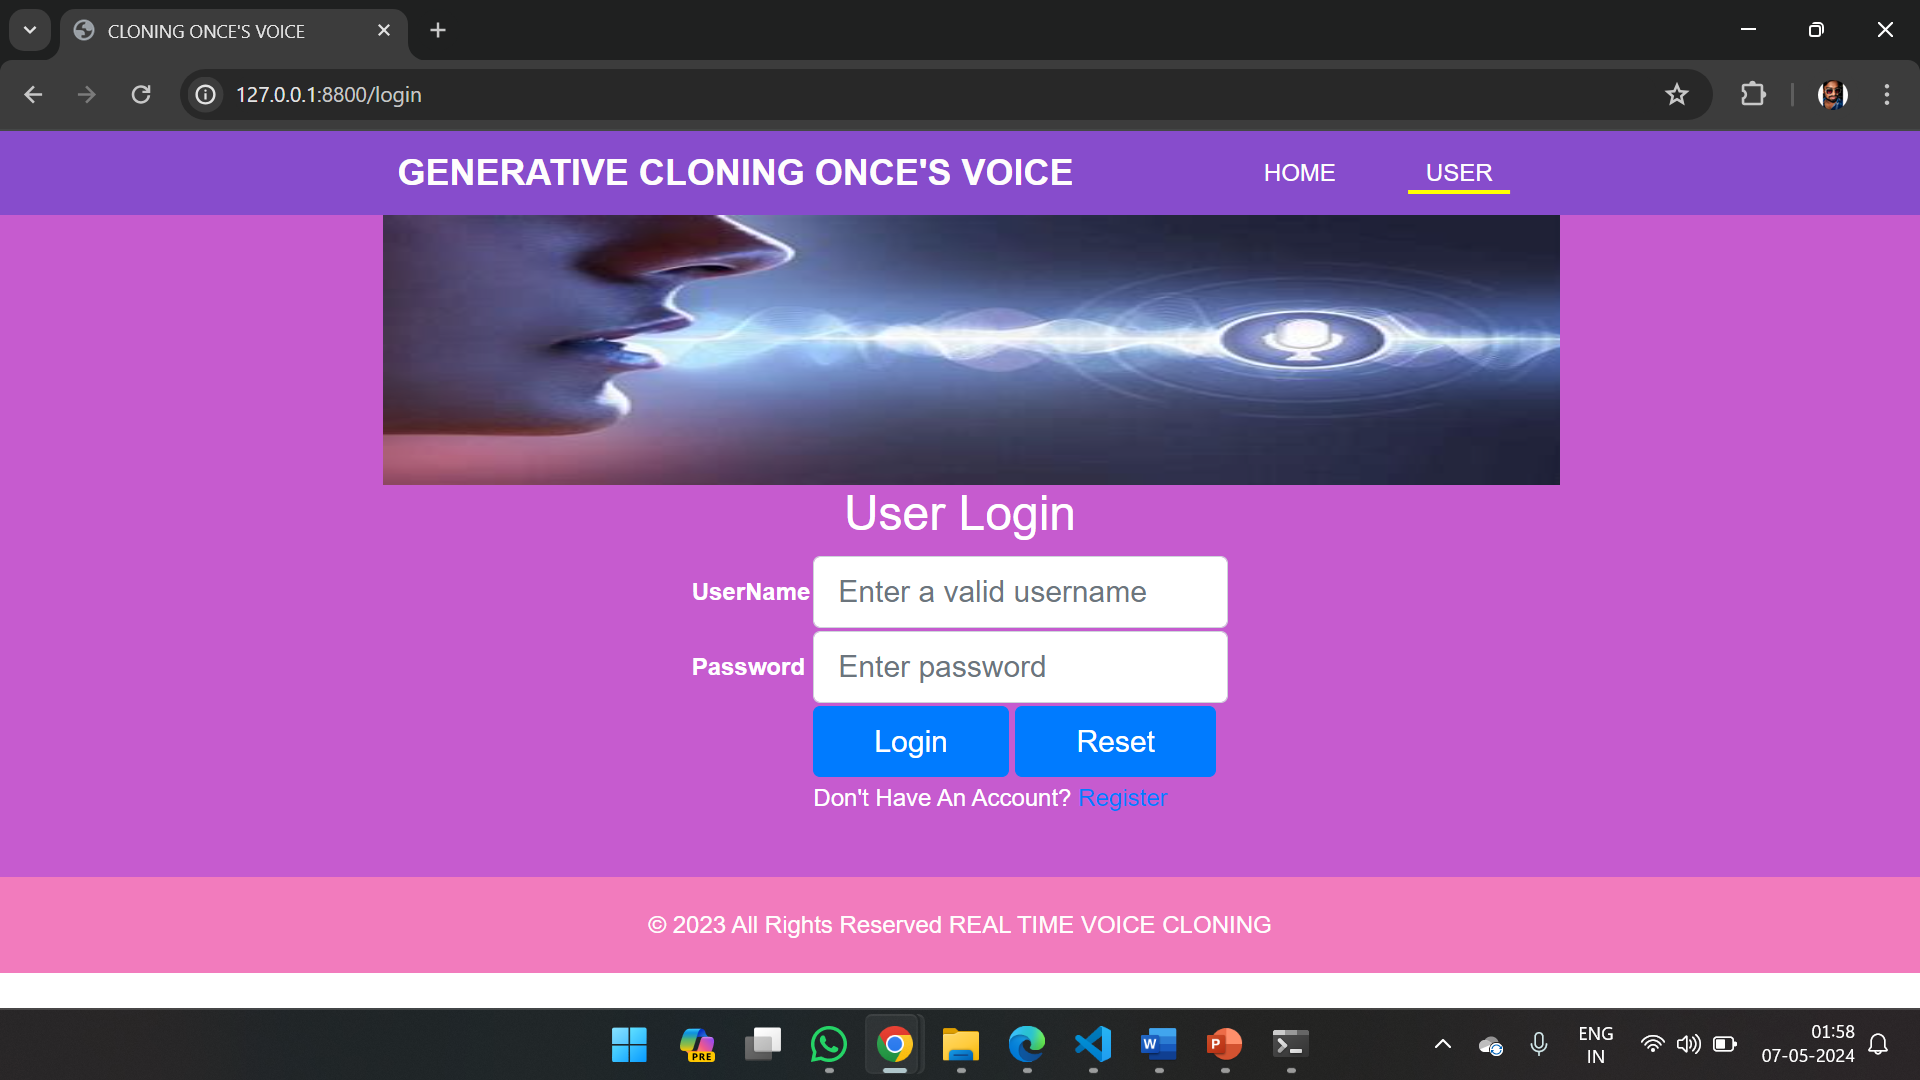 CLONING ONCE'S VOICE
127.0.0.1:8800/login
GENERATIVE CLONING ONCE'S VOICE
HOME
USER
User Login
UserName
Enter a valid username
Password
Enter password
Login
Reset
Don't Have An Account? Register
© 2023 All Rights Reserved REAL TIME VOICE CLONING
PRE
W
P
ENG
IN
01:58
07-05-2024